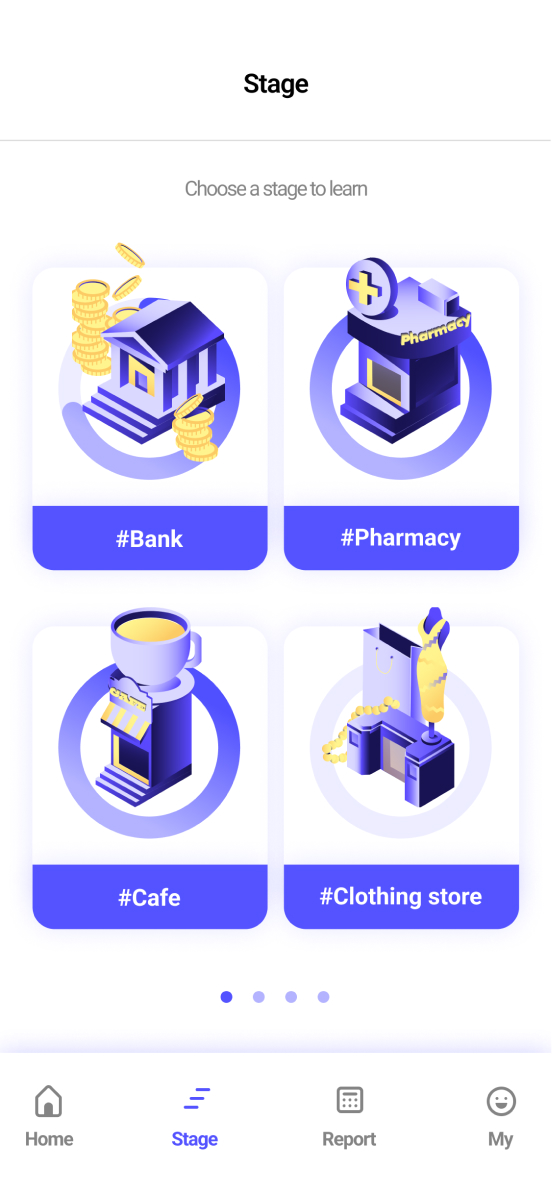 Stage
Choose a stage to learn
Pharmacy
#Bank
#Pharmacy
#Cafe
#Clothing store
Home
Stage
Report
My